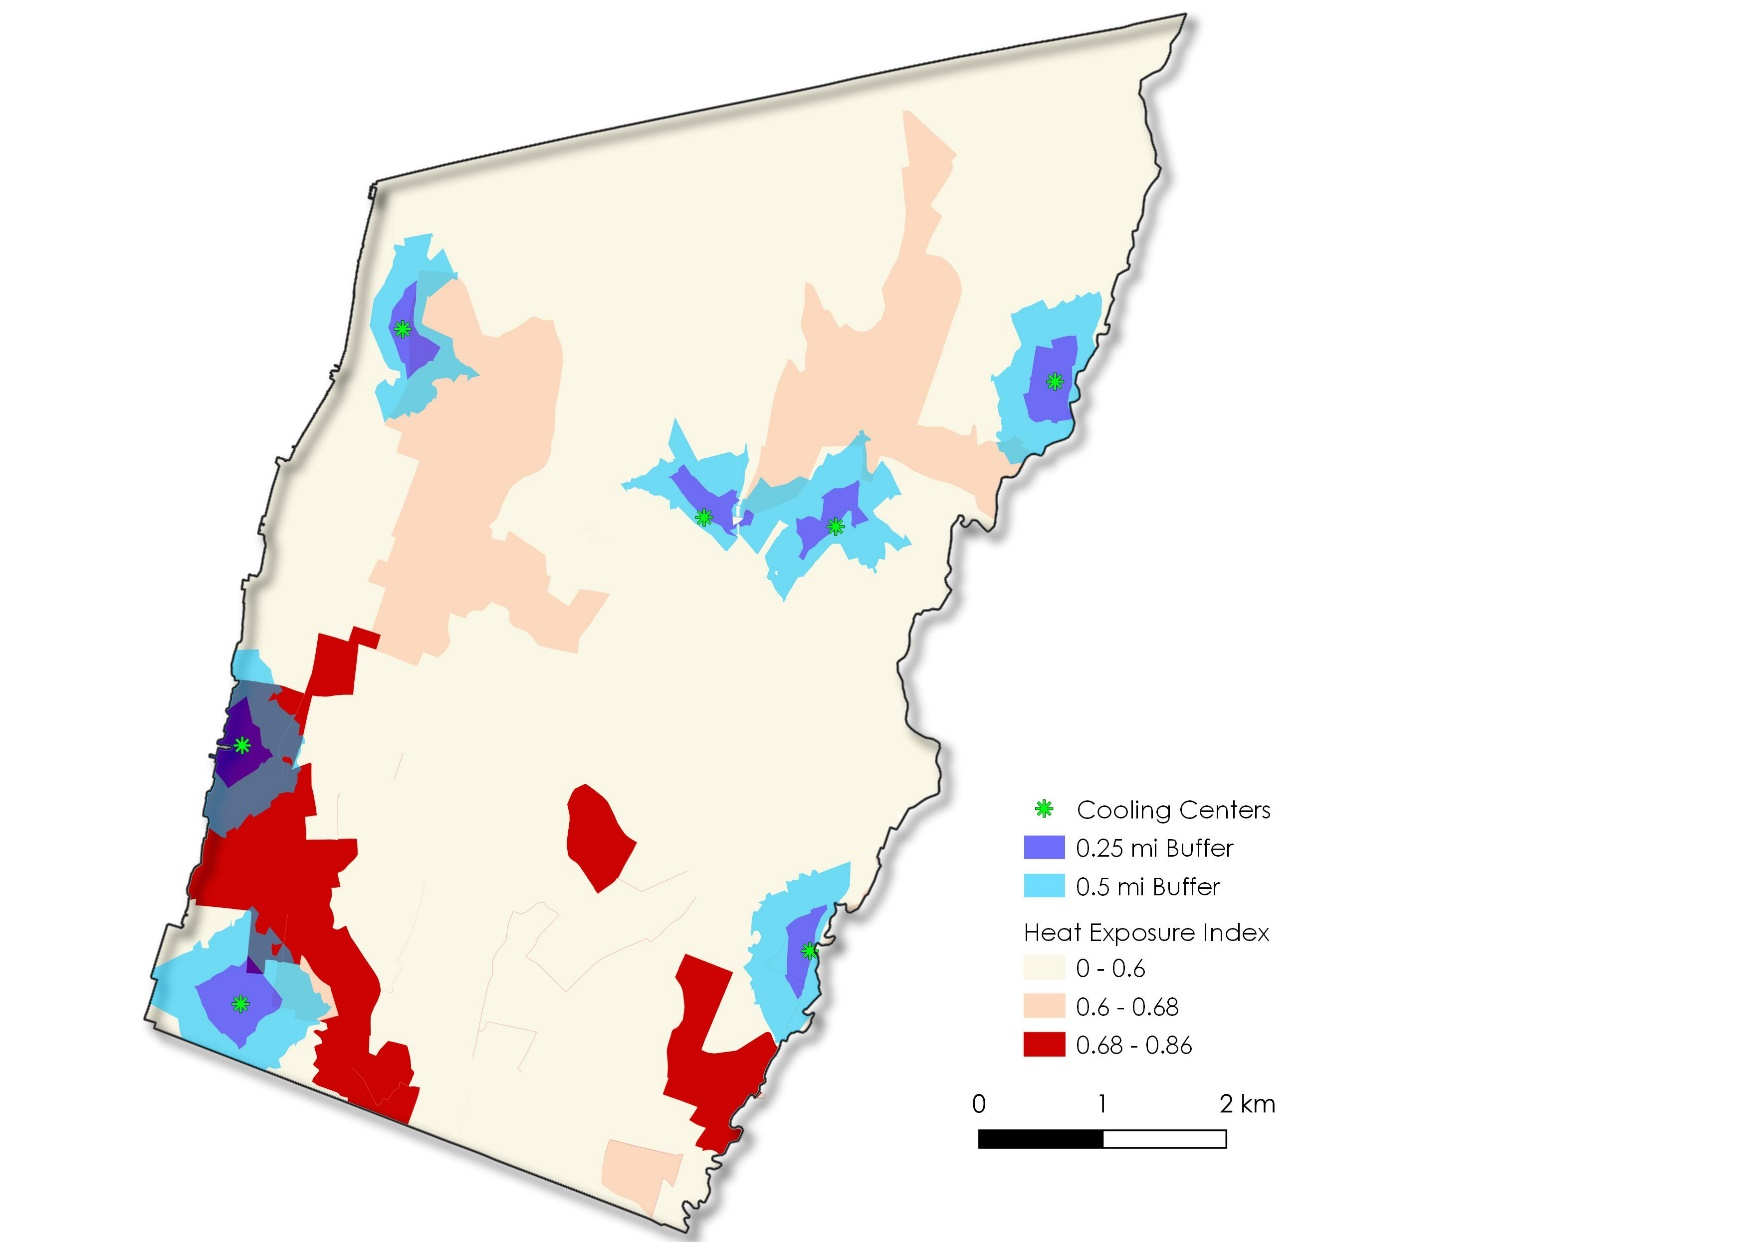 Cooling Centers
0.25 mi Buffer
0.5 mi Buffer
Heat Exposure Index
0 - 0.6
0.6 - 0.68
0.68 - 0.86
0 1 2 km